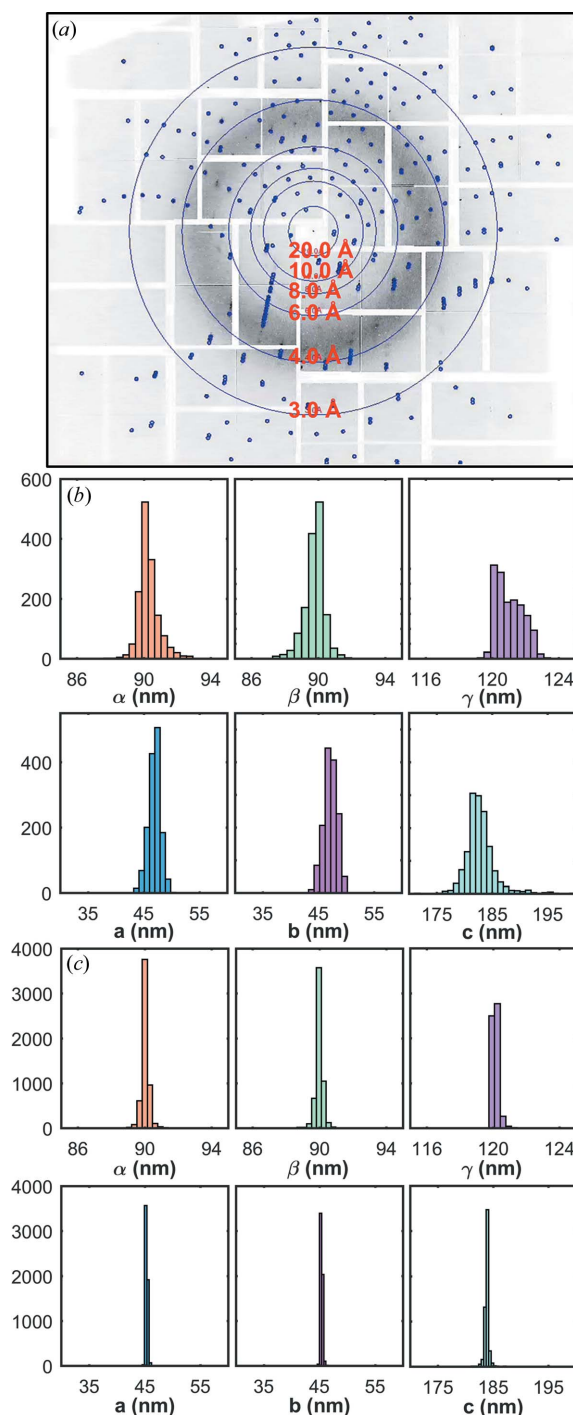 (a)
20.0 Å
10.0 Å
8.0 Å
6.0 Å
4.0 Å
3.0 Å
(b)
600
400
200
0
86 90 94 86 90 94 116 120 124
α (nm) β (nm) γ (nm)
400
200
0
35 45 55 35 45 55 175 185 195
a (nm) b (nm) c (nm)
(c)
4000
3000
2000
1000
0
86 90 94 86 90 94 116 120 124
α (nm) β (nm) γ (nm)
4000
3000
2000
1000
0
35 45 55 35 45 55 175 185 195
a (nm) b (nm) c (nm)